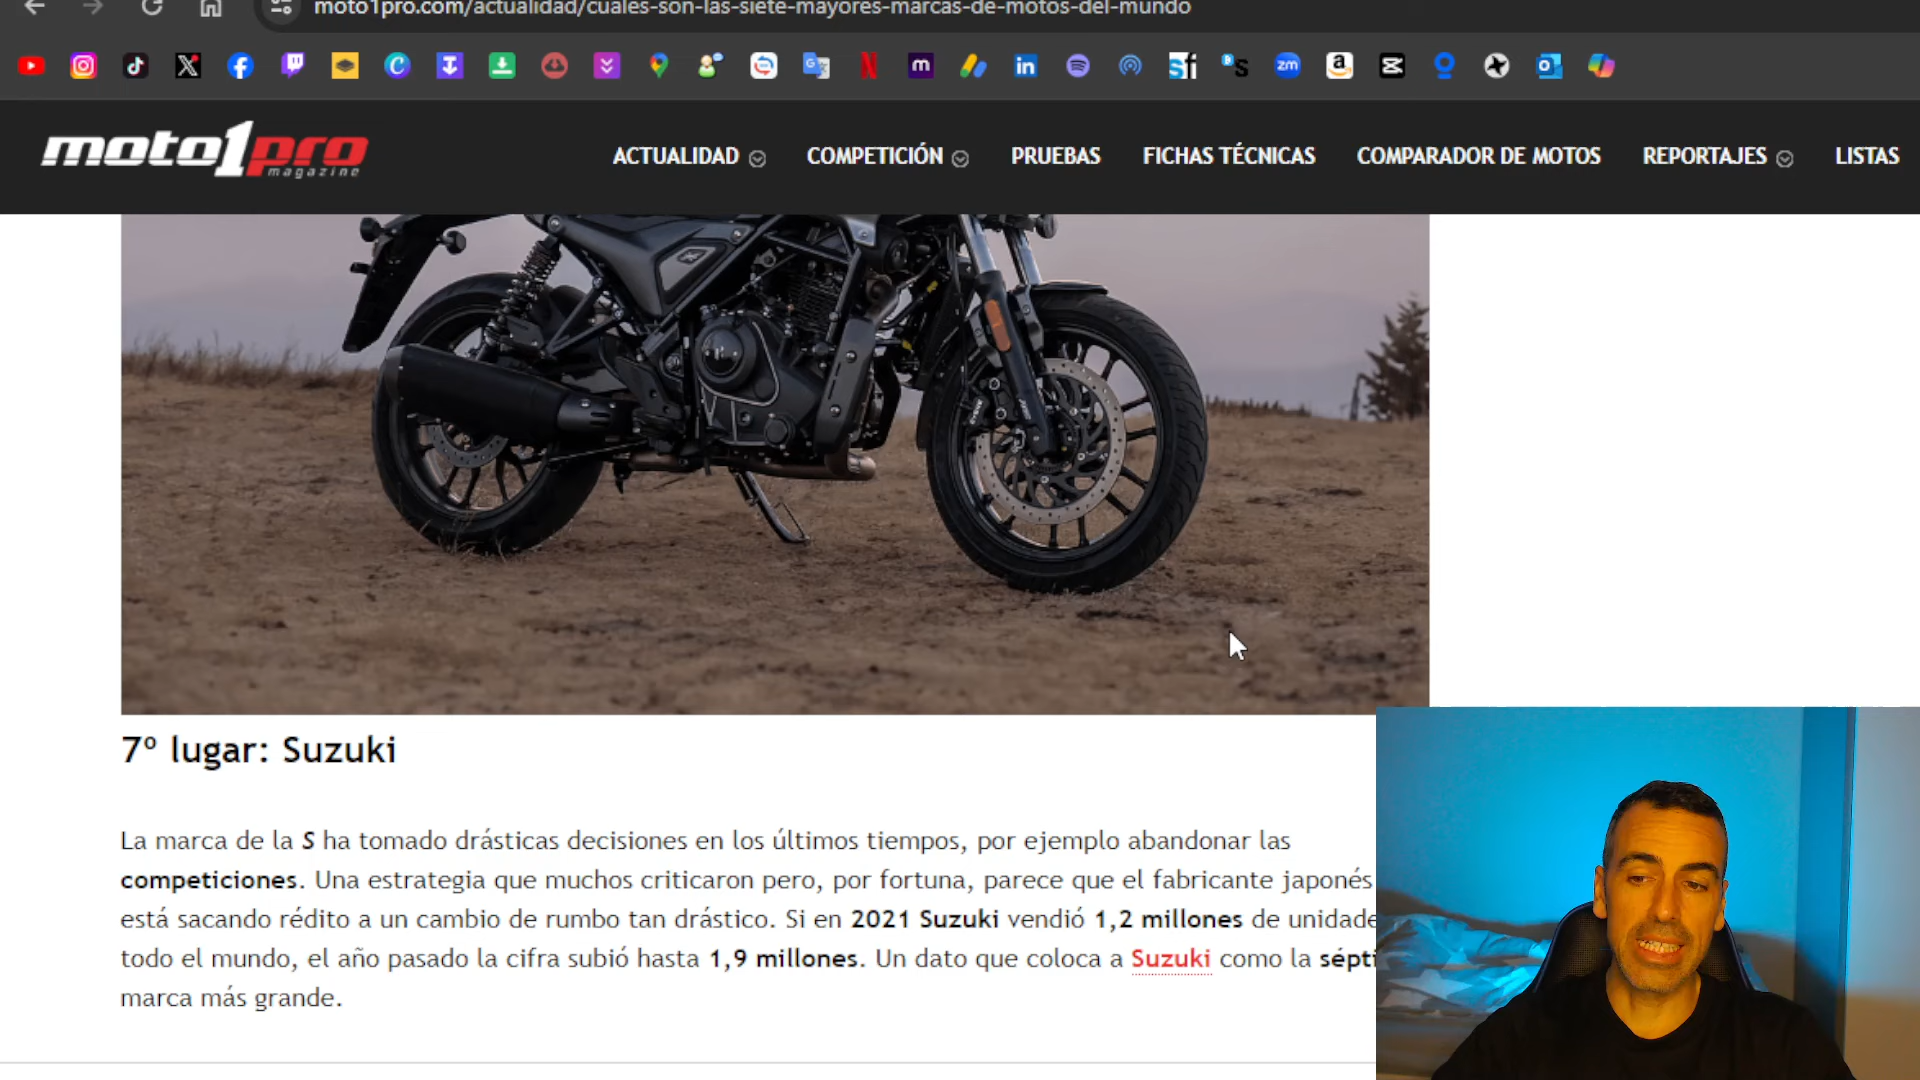 moto1pro.com/actualidad/cuales-son-las-siete-mayores-marcas-de-motos-del-mundo
moto1pro
magazine
ACTUALIDAD COMPETICIÓN PRUEBAS FICHAS TÉCNICAS COMPARADOR DE MOTOS REPORTAJES LISTAS
7º lugar: Suzuki
La marca de la S ha tomado drásticas decisiones en los últimos tiempos, por ejemplo abandonar las
competiciones. Una estrategia que muchos criticaron pero, por fortuna, parece que el fabricante japonés
está sacando rédito a un cambio de rumbo tan drástico. Si en 2021 Suzuki vendió 1,2 millones de unidade
todo el mundo, el año pasado la cifra subió hasta 1,9 millones. Un dato que coloca a Suzuki como la sépti
marca más grande.